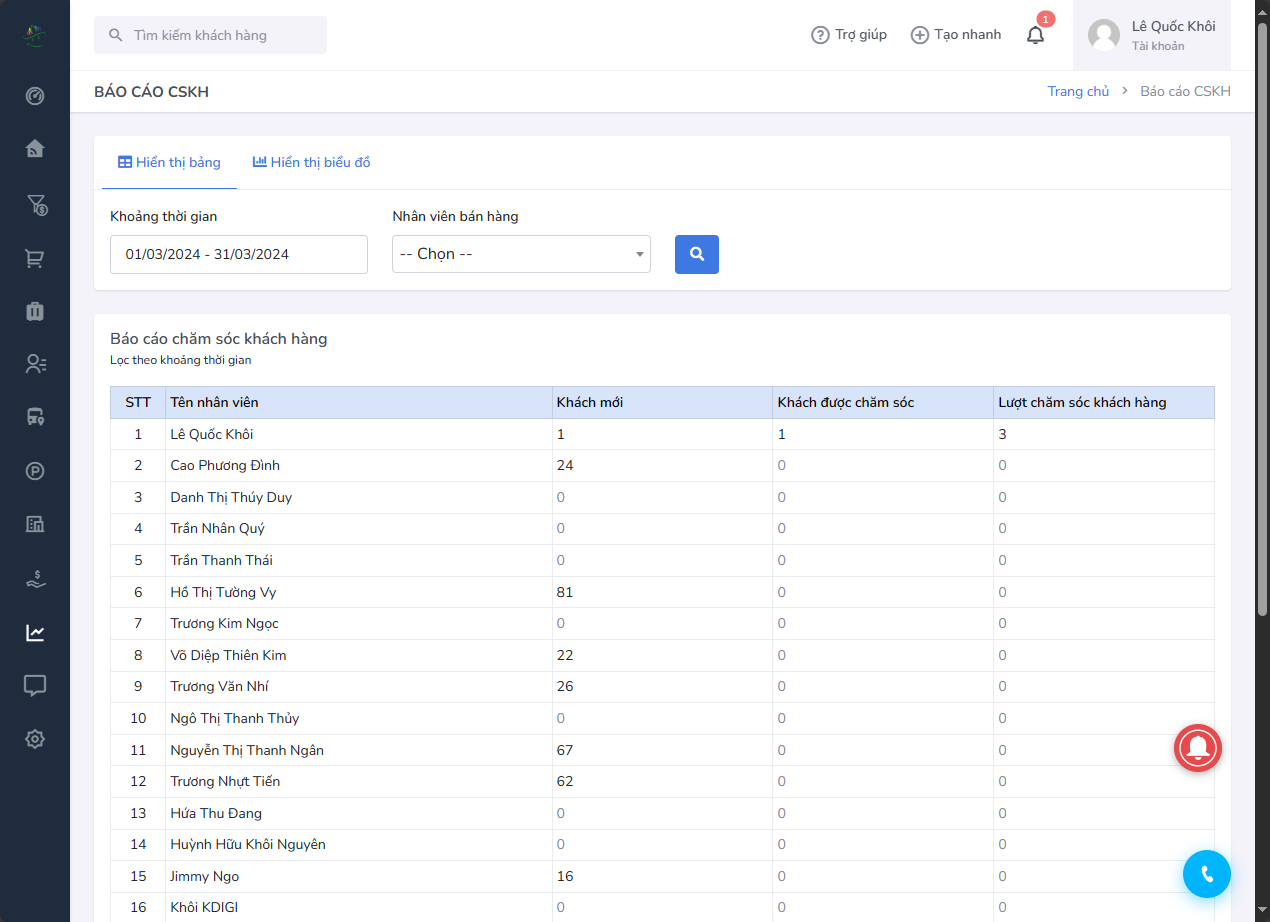 Tìm kiếm khách hàng
Trợ giúp
Tạo nhanh
1
Lê Quốc Khôi
Tài khoản
BÁO CÁO CSKH
Trang chủ > Báo cáo CSKH
Hiển thị bảng
Hiển thị biểu đồ
Khoảng thời gian
Nhân viên bán hàng
01/03/2024 - 31/03/2024
-- Chọn --
Báo cáo chăm sóc khách hàng
Lọc theo khoảng thời gian
STT Tên nhân viên Khách mới Khách được chăm sóc Lượt chăm sóc khách hàng
1 Lê Quốc Khôi 1 1 3
2 Cao Phương Đình 24 0 0
3 Danh Thị Thúy Duy 0 0 0
4 Trần Nhân Quý 0 0 0
5 Trần Thanh Thái 0 0 0
6 Hồ Thị Tường Vy 81 0 0
7 Trương Kim Ngọc 0 0 0
8 Võ Diệp Thiên Kim 22 0 0
9 Trương Văn Nhí 26 0 0
10 Ngô Thị Thanh Thủy 0 0 0
11 Nguyễn Thị Thanh Ngân 67 0 0
12 Trương Nhựt Tiến 62 0 0
13 Hứa Thu Đang 0 0 0
14 Huỳnh Hữu Khôi Nguyên 0 0 0
15 Jimmy Ngo 16 0 0
16 Khôi KDIGI 0 0 0